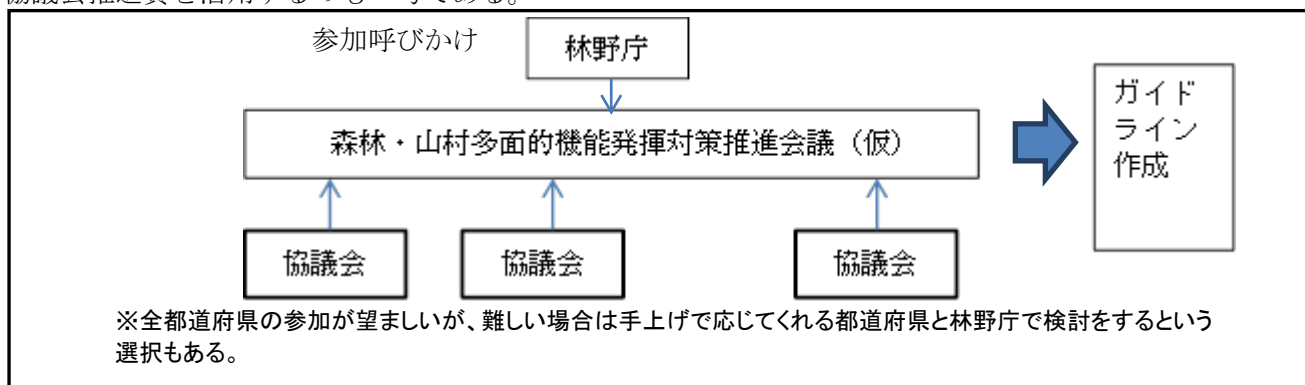 参加呼びかけ
林野庁
森林・山村多面的機能発揮対策推進会議（仮）
ガイド
ライン
作成
協議会
協議会
協議会
※全都道府県の参加が望ましいが、難しい場合は手上げで応じてくれる都道府県と林野庁で検討をするという
選択もある。